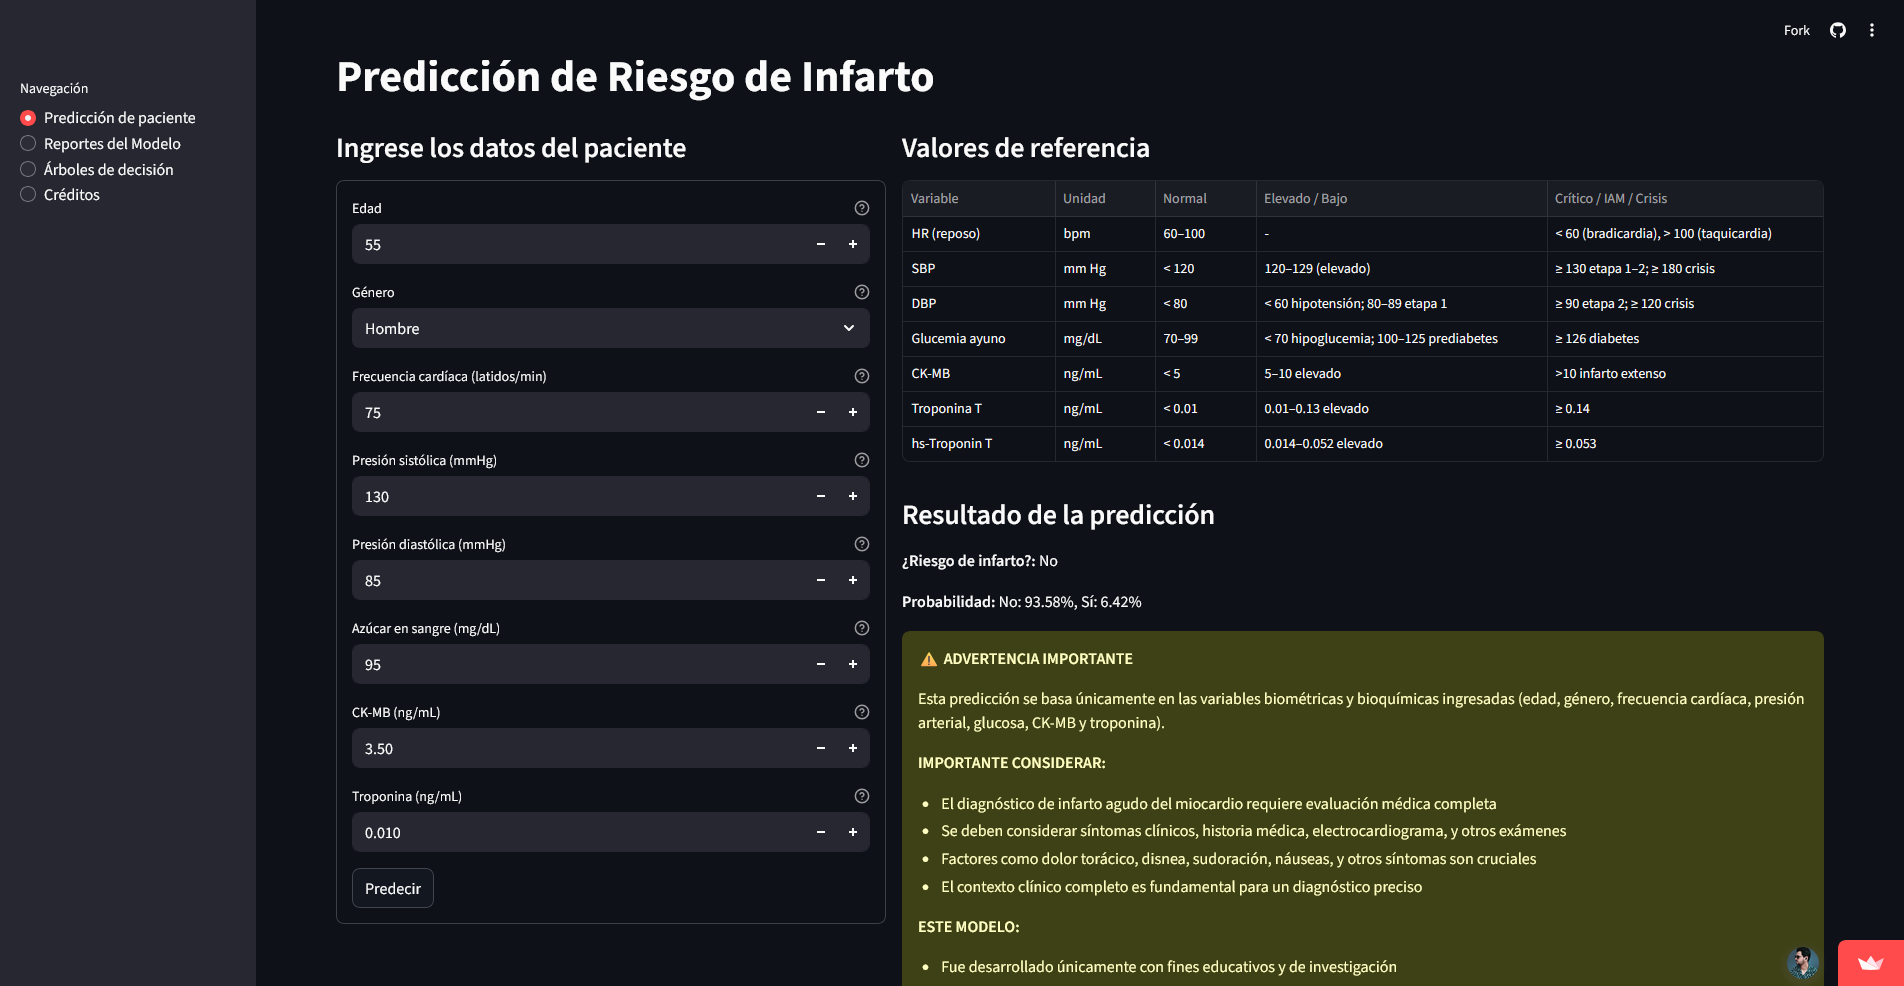 Fork
Navegación
Predicción de paciente
Reportes del Modelo
Árboles de decisión
Créditos
Predicción de Riesgo de Infarto
Ingrese los datos del paciente
Edad
55
Género
Hombre
Frecuencia cardíaca (latidos/min)
75
Presión sistólica (mmHg)
130
Presión diastólica (mmHg)
85
Azúcar en sangre (mg/dL)
95
CK-MB (ng/mL)
3.50
Troponina (ng/mL)
0.010
Predecir
Valores de referencia
Variable Unidad Normal Elevado / Bajo Crítico / IAM / Crisis
HR (reposo) bpm 60–100 - < 60 (bradicardia), > 100 (taquicardia)
SBP mm Hg < 120 120–129 (elevado) ≥ 130 etapa 1–2; ≥ 180 crisis
DBP mm Hg < 80 < 60 hipotensión; 80–89 etapa 1 ≥ 90 etapa 2; ≥ 120 crisis
Glucemia ayuno mg/dL 70–99 < 70 hipoglucemia; 100–125 prediabetes ≥ 126 diabetes
CK-MB ng/mL < 5 5–10 elevado >10 infarto extenso
Troponina T ng/mL < 0.01 0.01–0.13 elevado ≥ 0.14
hs-Troponin T ng/mL < 0.014 0.014–0.052 elevado ≥ 0.053
Resultado de la predicción
¿Riesgo de infarto?: No
Probabilidad: No: 93.58%, Sí: 6.42%
⚠️ ADVERTENCIA IMPORTANTE
Esta predicción se basa únicamente en las variables biométricas y bioquímicas ingresadas (edad, género, frecuencia cardíaca, presión
arterial, glucosa, CK-MB y troponina).
IMPORTANTE CONSIDERAR:
• El diagnóstico de infarto agudo del miocardio requiere evaluación médica completa
• Se deben considerar síntomas clínicos, historia médica, electrocardiograma, y otros exámenes
• Factores como dolor torácico, disnea, sudoración, náuseas, y otros síntomas son cruciales
• El contexto clínico completo es fundamental para un diagnóstico preciso
ESTE MODELO:
• Fue desarrollado únicamente con fines educativos y de investigación